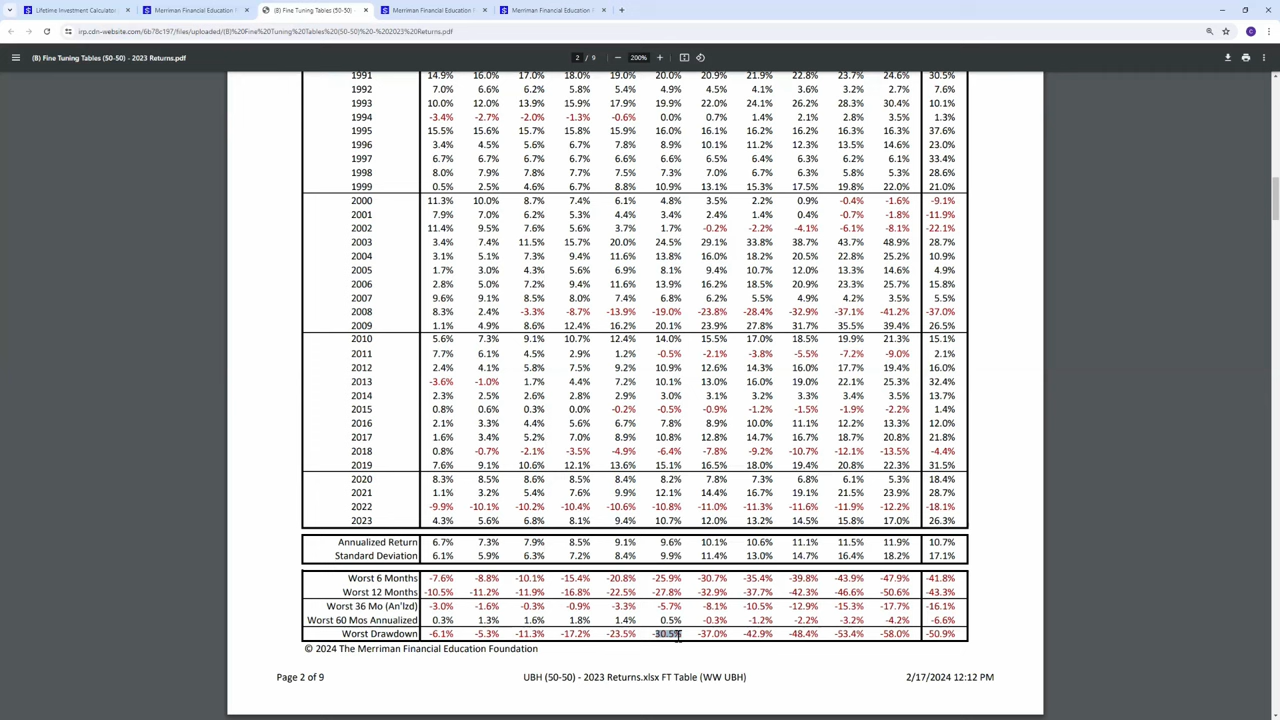 Lifetime Investment Calculato
Merriman Financial Education F
(B) Fine Tuning Tables (50-50) -
Merriman Financial Education F
Merriman Financial Education F
irp.cdn-website.com/6b78c197/files/uploaded/(B)%20Fine%20Tuning%20Tables%20(50-50)%20-%202023%20Returns.pdf
(B) Fine Tuning Tables (50-50) - 2023 Returns.pdf 2 / 9 200%
1991 14.9% 16.0% 17.0% 18.0% 19.0% 20.0% 20.9% 21.9% 22.8% 23.7% 24.6% 30.5%
1992 7.0% 6.6% 6.2% 5.8% 5.4% 4.9% 4.5% 4.1% 3.6% 3.2% 2.7% 7.6%
1993 10.0% 12.0% 13.9% 15.9% 17.9% 19.9% 22.0% 24.1% 26.2% 28.3% 30.4% 10.1%
1994 -3.4% -2.7% -2.0% -1.3% -0.6% 0.0% 0.7% 1.4% 2.1% 2.8% 3.5% 1.3%
1995 15.5% 15.6% 15.7% 15.8% 15.9% 16.0% 16.1% 16.2% 16.2% 16.3% 16.3% 37.6%
1996 3.4% 4.5% 5.6% 6.7% 7.8% 8.9% 10.1% 11.2% 12.3% 13.5% 14.6% 23.0%
1997 6.7% 6.7% 6.7% 6.7% 6.6% 6.6% 6.5% 6.4% 6.3% 6.2% 6.1% 33.4%
1998 8.0% 7.9% 7.8% 7.7% 7.5% 7.3% 7.0% 6.7% 6.3% 5.8% 5.3% 28.6%
1999 0.5% 2.5% 4.6% 6.7% 8.8% 10.9% 13.1% 15.3% 17.5% 19.8% 22.0% 21.0%
2000 11.3% 10.0% 8.7% 7.4% 6.1% 4.8% 3.5% 2.2% 0.9% -0.4% -1.6% -9.1%
2001 7.9% 7.0% 6.2% 5.3% 4.4% 3.4% 2.4% 1.4% 0.4% -0.7% -1.8% -11.9%
2002 11.4% 9.5% 7.6% 5.6% 3.7% 1.7% -0.2% -2.2% -4.1% -6.1% -8.1% -22.1%
2003 3.4% 7.4% 11.5% 15.7% 20.0% 24.5% 29.1% 33.8% 38.7% 43.7% 48.9% 28.7%
2004 3.1% 5.1% 7.3% 9.4% 11.6% 13.8% 16.0% 18.2% 20.5% 22.8% 25.2% 10.9%
2005 1.7% 3.0% 4.3% 5.6% 6.9% 8.1% 9.4% 10.7% 12.0% 13.3% 14.6% 4.9%
2006 2.8% 5.0% 7.2% 9.4% 11.6% 13.9% 16.2% 18.5% 20.9% 23.3% 25.7% 15.8%
2007 9.6% 9.1% 8.5% 8.0% 7.4% 6.8% 6.2% 5.5% 4.9% 4.2% 3.5% 5.5%
2008 8.3% 2.4% -3.3% -8.7% -13.9% -19.0% -23.8% -28.4% -32.9% -37.1% -41.2% -37.0%
2009 1.1% 4.9% 8.6% 12.4% 16.2% 20.1% 23.9% 27.8% 31.7% 35.5% 39.4% 26.5%
2010 5.6% 7.3% 9.1% 10.7% 12.4% 14.0% 15.5% 17.0% 18.5% 19.9% 21.3% 15.1%
2011 7.7% 6.1% 4.5% 2.9% 1.2% -0.5% -2.1% -3.8% -5.5% -7.2% -9.0% 2.1%
2012 2.4% 4.1% 5.8% 7.5% 9.2% 10.9% 12.6% 14.3% 16.0% 17.7% 19.4% 16.0%
2013 -3.6% -1.0% 1.7% 4.4% 7.2% 10.1% 13.0% 16.0% 19.0% 22.1% 25.3% 32.4%
2014 2.3% 2.5% 2.6% 2.8% 2.9% 3.0% 3.1% 3.2% 3.3% 3.4% 3.5% 13.7%
2015 0.8% 0.6% 0.3% 0.0% -0.2% -0.5% -0.9% -1.2% -1.5% -1.9% -2.2% 1.4%
2016 2.1% 3.3% 4.4% 5.6% 6.7% 7.8% 8.9% 10.0% 11.1% 12.2% 13.3% 12.0%
2017 1.6% 3.4% 5.2% 7.0% 8.9% 10.8% 12.8% 14.7% 16.7% 18.7% 20.8% 21.8%
2018 0.8% -0.7% -2.1% -3.5% -4.9% -6.4% -7.8% -9.2% -10.7% -12.1% -13.5% -4.4%
2019 7.6% 9.1% 10.6% 12.1% 13.6% 15.1% 16.5% 18.0% 19.4% 20.8% 22.3% 31.5%
2020 8.3% 8.5% 8.6% 8.5% 8.4% 8.2% 7.8% 7.3% 6.8% 6.1% 5.3% 18.4%
2021 1.1% 3.2% 5.4% 7.6% 9.9% 12.1% 14.4% 16.7% 19.1% 21.5% 23.9% 28.7%
2022 -9.9% -10.1% -10.2% -10.4% -10.6% -10.8% -11.0% -11.3% -11.6% -11.9% -12.2% -18.1%
2023 4.3% 5.6% 6.8% 8.1% 9.4% 10.7% 12.0% 13.2% 14.5% 15.8% 17.0% 26.3%
Annualized Return 6.7% 7.3% 7.9% 8.5% 9.1% 9.6% 10.1% 10.6% 11.1% 11.5% 11.9% 10.7%
Standard Deviation 6.1% 5.9% 6.3% 7.2% 8.4% 9.9% 11.4% 13.0% 14.7% 16.4% 18.2% 17.1%
Worst 6 Months -7.6% -8.8% -10.1% -15.4% -20.8% -25.9% -30.7% -35.4% -39.8% -43.9% -47.9% -41.8%
Worst 12 Months -10.5% -11.2% -11.9% -16.8% -22.5% -27.8% -32.9% -37.7% -42.3% -46.6% -50.6% -43.3%
Worst 36 Mo (An'lzd) -3.0% -1.6% -0.3% -0.9% -3.3% -5.7% -8.1% -10.5% -12.9% -15.3% -17.7% -16.1%
Worst 60 Mos Annualized 0.3% 1.3% 1.6% 1.8% 1.4% 0.5% -0.3% -1.2% -2.2% -3.2% -4.2% -6.6%
Worst Drawdown -6.1% -5.3% -11.3% -17.2% -23.5% -30.5% -37.0% -42.9% -48.4% -53.4% -58.0% -50.9%
© 2024 The Merriman Financial Education Foundation
Page 2 of 9 UBH (50-50) - 2023 Returns.xlsx FT Table (WW UBH) 2/17/2024 12:12 PM